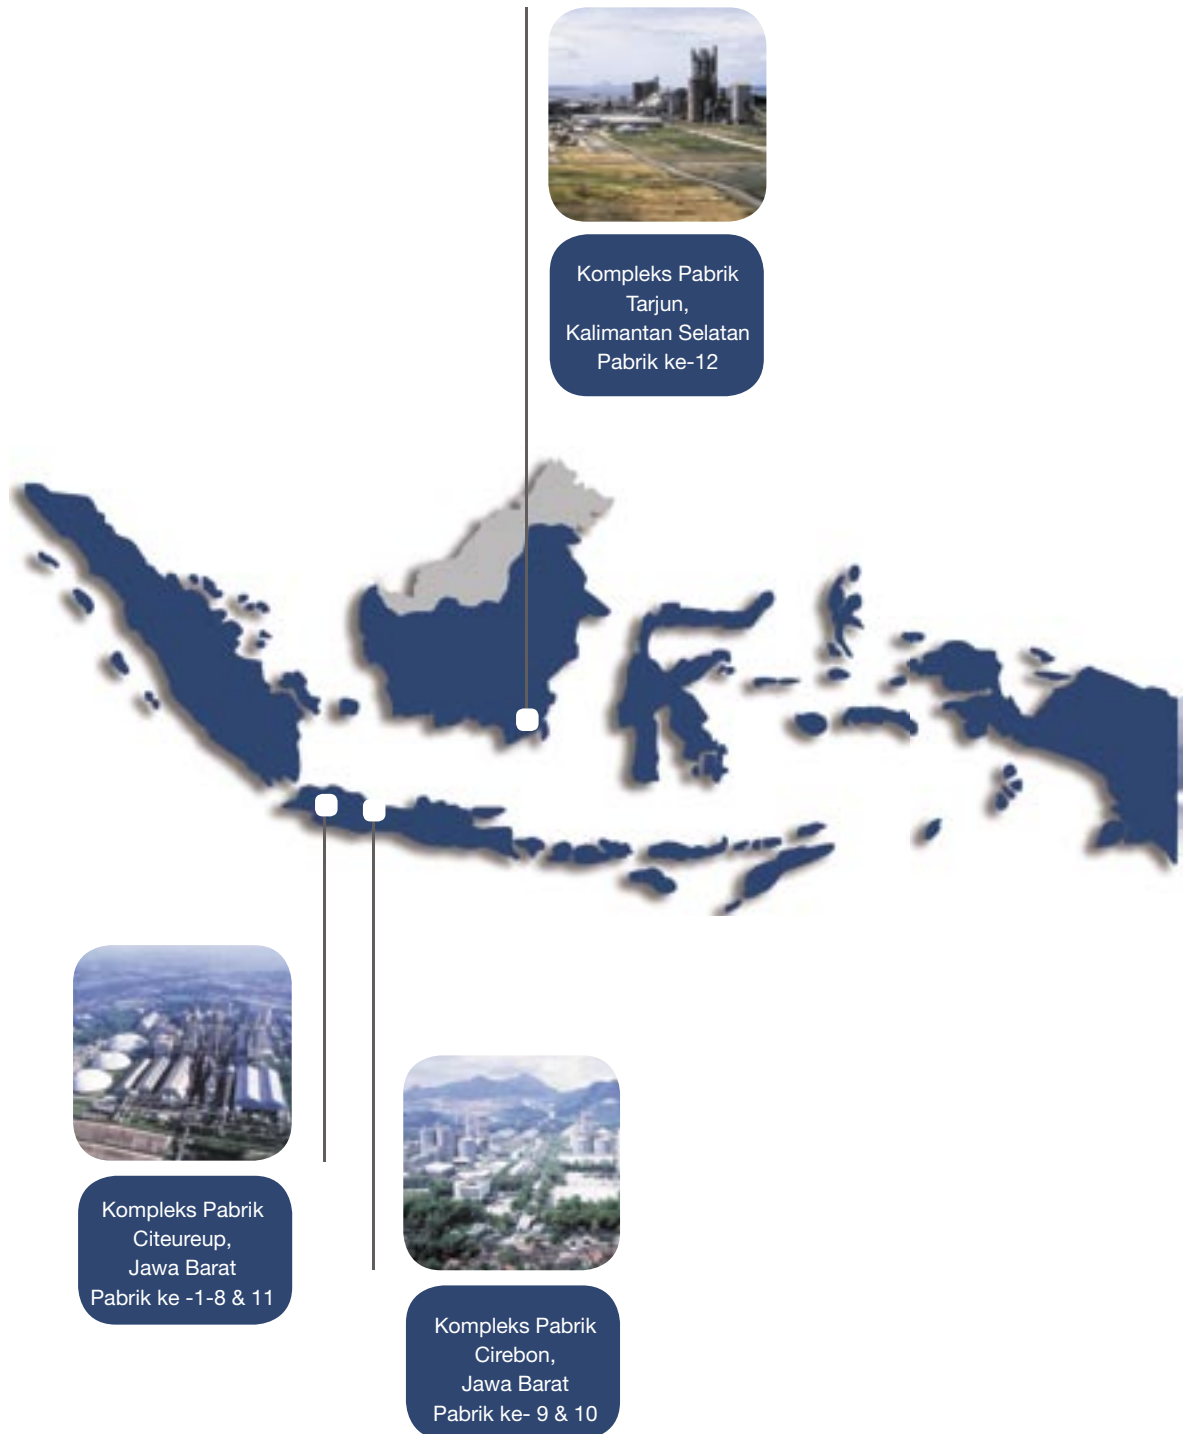 Kompleks Pabrik
Tarjun,
Kalimantan Selatan
Pabrik ke-12
Kompleks Pabrik
Citeureup,
Jawa Barat
Pabrik ke -1-8 & 11
Kompleks Pabrik
Cirebon,
Jawa Barat
Pabrik ke- 9 & 10